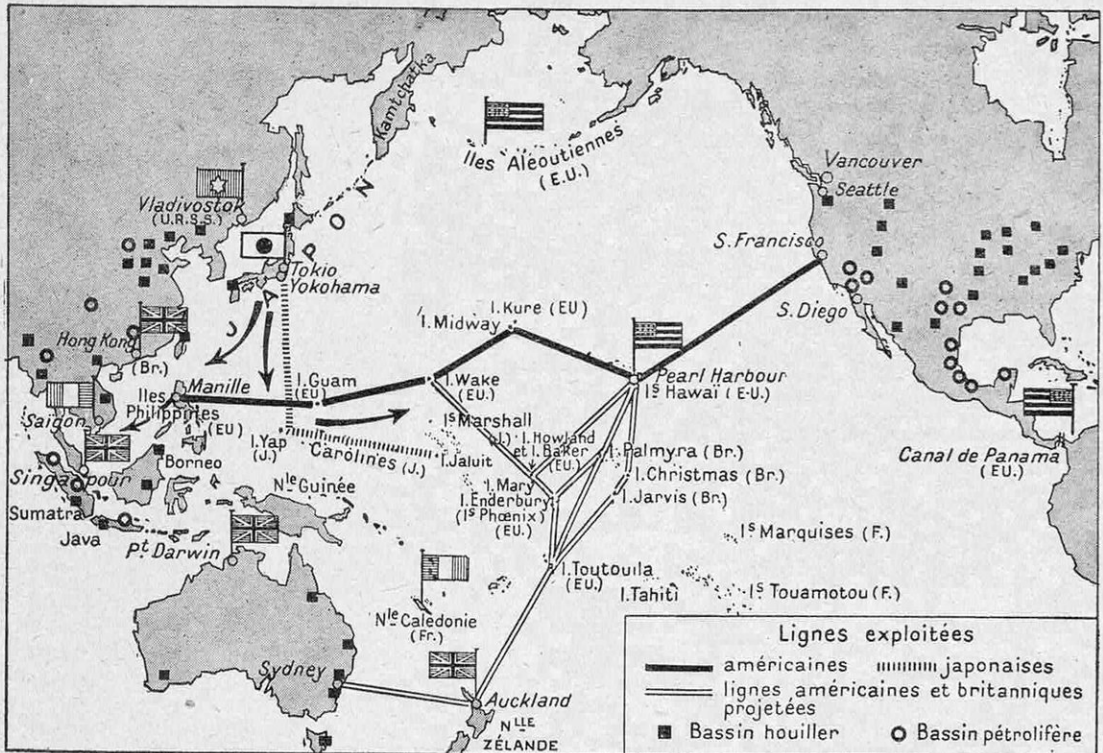 Kamtchatka
Iles Aléoutiennes
(E.U.)
Vancouver
Seattle
Vladivostok
(U.R.S.S.)
JAPON
S. Francisco
Tokio
Yokohama
S. Diego
I. Kure (EU)
I. Midway
Hong Kong
(Br.)
Pearl Harbour
Iˢ Hawaï (E-U.)
I. Guam
(EU)
I. Wake
(EU.)
Manille
Iles
Philippines
(EU)
Saigon
Iˢ Marshall
(J.)
I. Howland
et I. Baker
(EU.)
I. Palmyra (Br.)
Canal de Panama
(EU.)
I. Yap
(J.)
Carolines (J.)
I. Jaluit
Borneo
I. Christmas (Br.)
Singapour
Nˡᵉ Guinée
I. Mary
I. Enderbury
(Iˢ Phœnix)
(EU.)
I. Jarvis (Br.)
Sumatra
Java
Pᵗ Darwin
Iˢ Marquises (F.)
I. Toutouila
(EU.)
I. Tahiti
Iˢ Touamotou (F.)
Nˡᵉ Calédonie
(Fr.)
Sydney
Auckland
Nᴸᴸᴱ
ZÉLANDE
Lignes exploitées
américaines
japonaises
lignes américaines et britanniques
projetées
Bassin houiller
Bassin pétrolifère